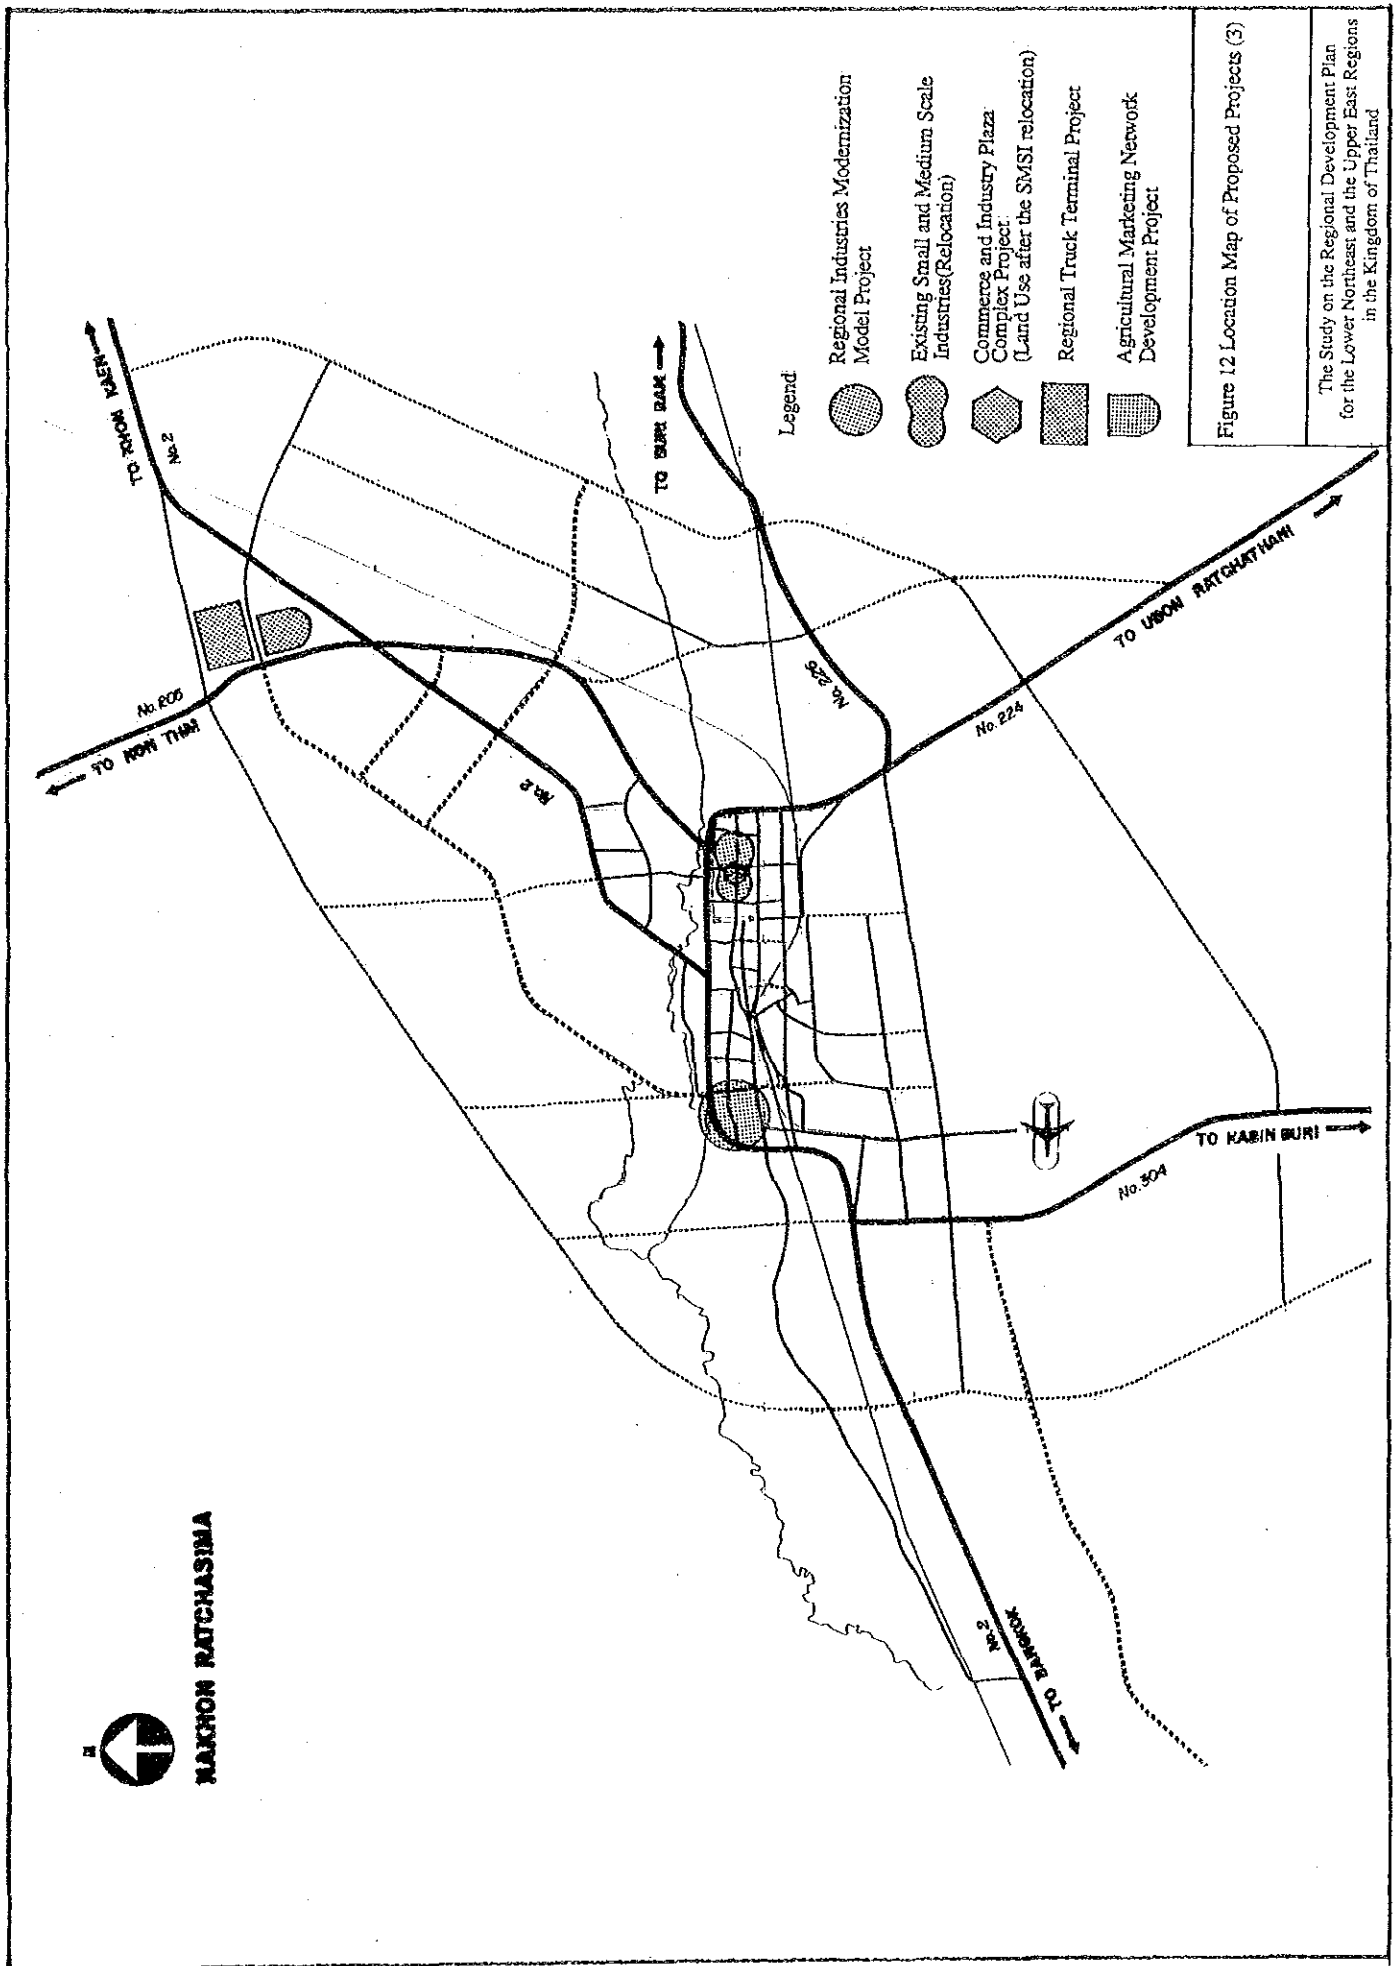 N
NAKHON RATCHASIMA
TO KHON KAEN
No.2
No.205
TO NON THAI
No.2
TO BURI RAM
No.226
No.224
TO UBON RATCHATHANI
TO KABIN BURI
No.304
No.2
TO BANGKOK
Legend:
Regional Industries Modernization
Model Project
Existing Small and Medium Scale
Industries(Relocation)
Commerce and Industry Plaza
Complex Project:
(Land Use after the SMSI relocation)
Regional Truck Terminal Project
Agricultural Marketing Network
Development Project
Figure 12 Location Map of Proposed Projects (3)
The Study on the Regional Development Plan
for the Lower Northeast and the Upper East Regions
in the Kingdom of Thailand